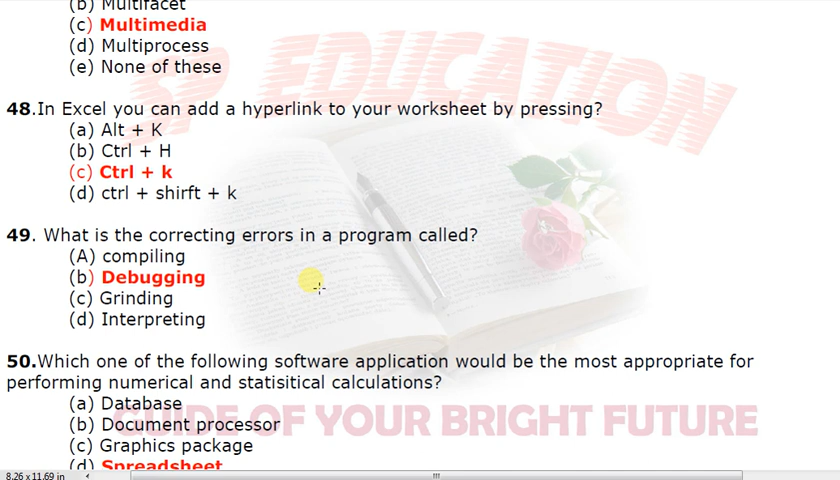 (b) Multifacet
(c) Multimedia
(d) Multiprocess
(e) None of these
SP EDUCATION
48.In Excel you can add a hyperlink to your worksheet by pressing?
(a) Alt + K
(b) Ctrl + H
(c) Ctrl + k
(d) ctrl + shirft + k
49. What is the correcting errors in a program called?
(A) compiling
(b) Debugging
(c) Grinding
(d) Interpreting
50.Which one of the following software application would be the most appropriate for
performing numerical and statisitical calculations?
(a) Database
(b) Document processor
GUIDE OF YOUR BRIGHT FUTURE
(c) Graphics package
(d) Spreadsheet
8.26 x 11.69 in